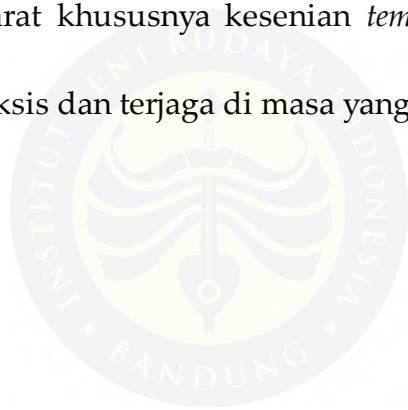 arat khususnya kesenian tem
ksis dan terjaga di masa yang
INSTITUT SENI BUDAYA INDONESIA
BANDUNG